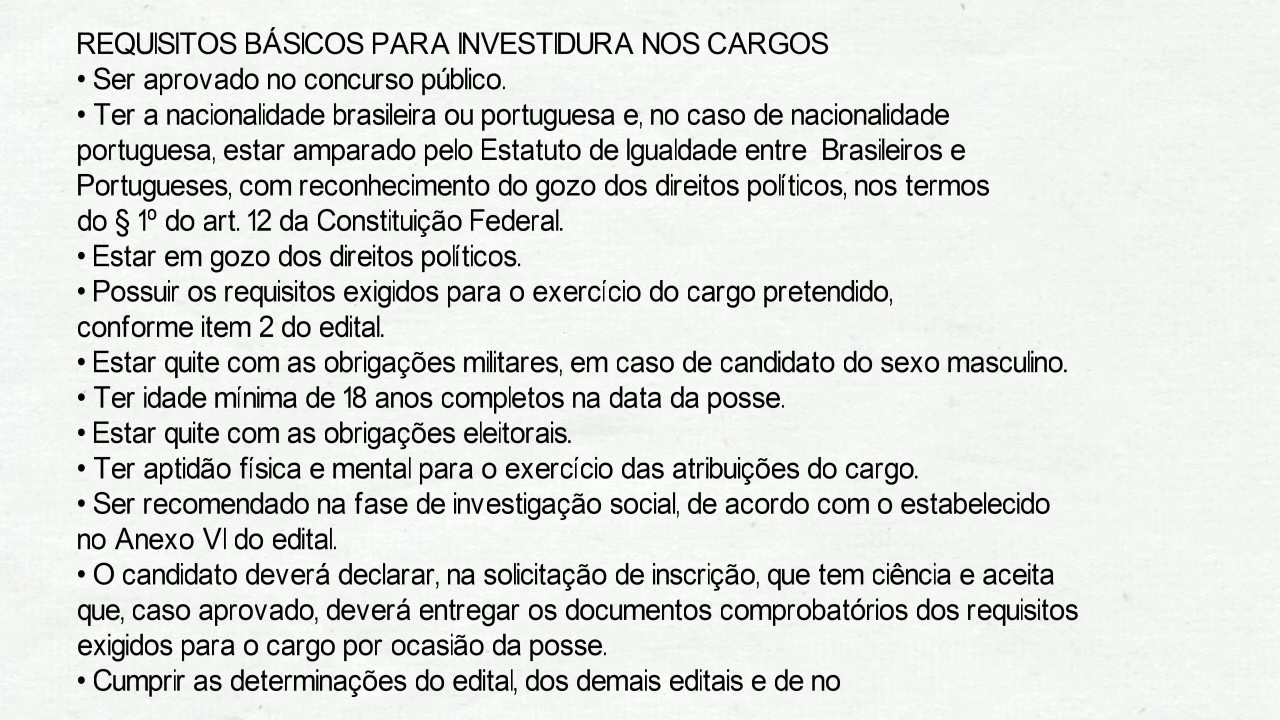 REQUISITOS BÁSICOS PARA INVESTIDURA NOS CARGOS
• Ser aprovado no concurso público.
• Ter a nacionalidade brasileira ou portuguesa e, no caso de nacionalidade
portuguesa, estar amparado pelo Estatuto de Igualdade entre  Brasileiros e
Portugueses, com reconhecimento do gozo dos direitos políticos, nos termos
do § 1º do art. 12 da Constituição Federal.
• Estar em gozo dos direitos políticos.
• Possuir os requisitos exigidos para o exercício do cargo pretendido,
conforme item 2 do edital.
• Estar quite com as obrigações militares, em caso de candidato do sexo masculino.
• Ter idade mínima de 18 anos completos na data da posse.
• Estar quite com as obrigações eleitorais.
• Ter aptidão física e mental para o exercício das atribuições do cargo.
• Ser recomendado na fase de investigação social, de acordo com o estabelecido
no Anexo VI do edital.
• O candidato deverá declarar, na solicitação de inscrição, que tem ciência e aceita
que, caso aprovado, deverá entregar os documentos comprobatórios dos requisitos
exigidos para o cargo por ocasião da posse.
• Cumprir as determinações do edital, dos demais editais e de no